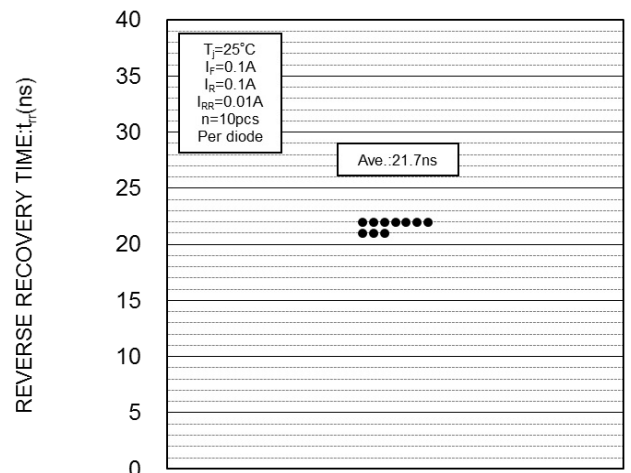 REVERSE RECOVERY TIME:trr(ns)
40
35
30
25
20
15
10
5
0
Tj=25°C
IF=0.1A
IR=0.1A
IRR=0.01A
n=10pcs
Per diode
Ave.:21.7ns